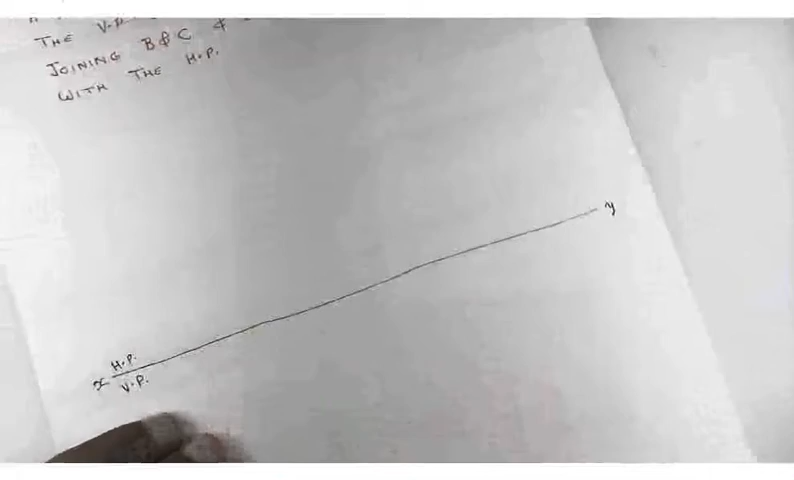 THE V.P.
JOINING B&C &
WITH THE H.P.
y
H.P.
x
V.P.